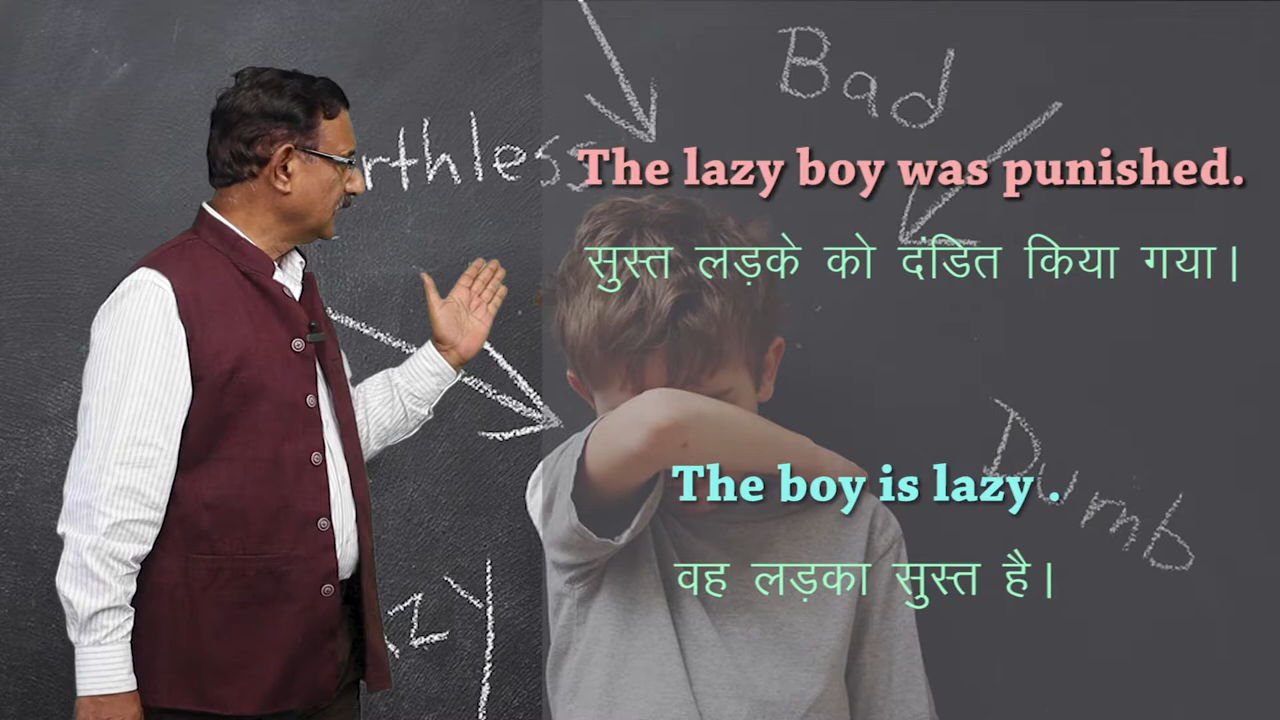 Bad
rthless
The lazy boy was punished.
सुस्त लड़के को दंडित किया गया।
The boy is lazy .
Dumb
वह लड़का सुस्त है।
zy